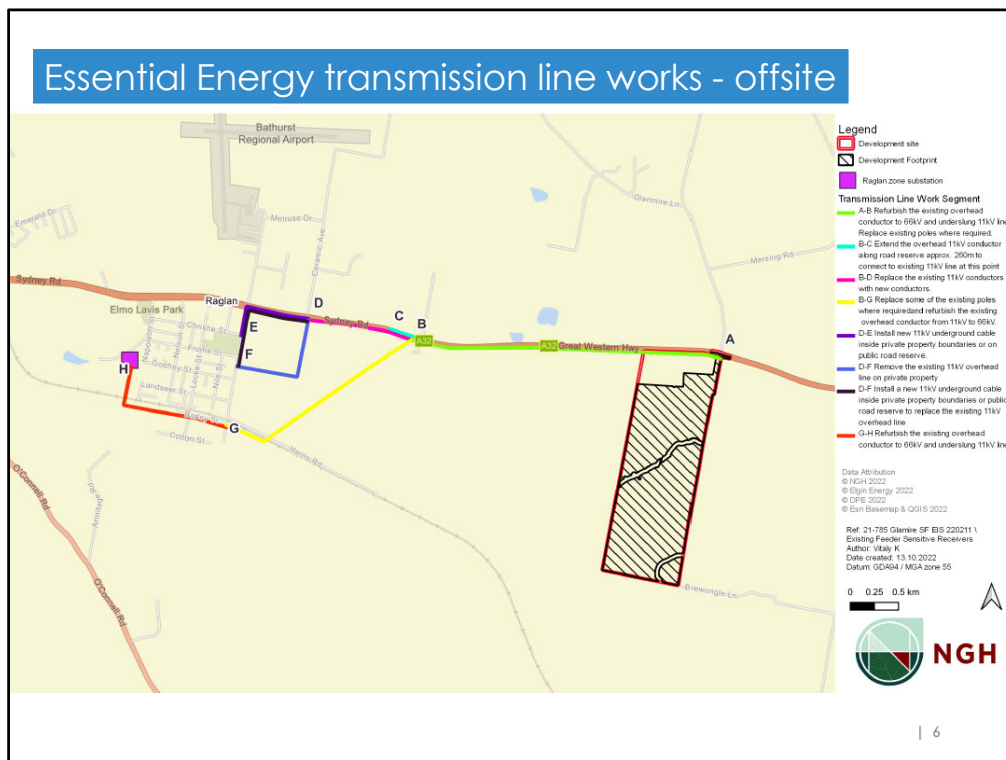 Essential Energy transmission line works - offsite
Bathurst
Regional Airport
Emerald Dr
Melrose Dr
Ceramic Ave
Glanmire Ln
Mersing Rd
Sydney Rd
Raglan
D
Sydney Rd
C
B
A32
A32
Great Western Hwy
A
Elmo Lavis Park
Napoleon St
Nelson St
Christie St
E
Frome St
F
Locke St
Nile St
Godfrey St
H
Landseer St
G
Cotton St
Harris Rd
O'Connell Rd
O'Connell Rd
Brewongle Ln
Legend
Development site
Development Footprint
Raglan zone substation
Transmission Line Work Segment
A-B Refurbish the existing overhead
conductor to 66kV and underslung 11kV line
Replace existing poles where required.
B-C Extend the overhead 11kV conductor
along road reserve approx. 260m to
connect to existing 11kV line at this point
B-D Replace the existing 11kV conductors
with new conductors.
B-G Replace some of the existing poles
where requiredand refurbish the existing
overhead conductor from 11kV to 66kV.
D-E Install new 11kV underground cable
inside private property boundaries or on
public road reserve.
D-F Remove the existing 11kV overhead
line on private property
D-F Install a new 11kV underground cable
inside private property boundaries or public
road reserve to replace the existing 11kV
overhead line
G-H Refurbish the existing overhead
conductor to 66kV and underslung 11kV line
Data Attribution
© NGH 2022
© Elgin Energy 2022
© DPE 2022
© Esri Basemap & QGIS 2022
Ref: 21-785 Glamire SF EIS 220211 \
Existing Feeder Sensitive Receivers
Author: Vitaly K
Date created: 13.10.2022
Datum: GDA94 / MGA zone 55
0 0.25 0.5 km
NGH
| 6